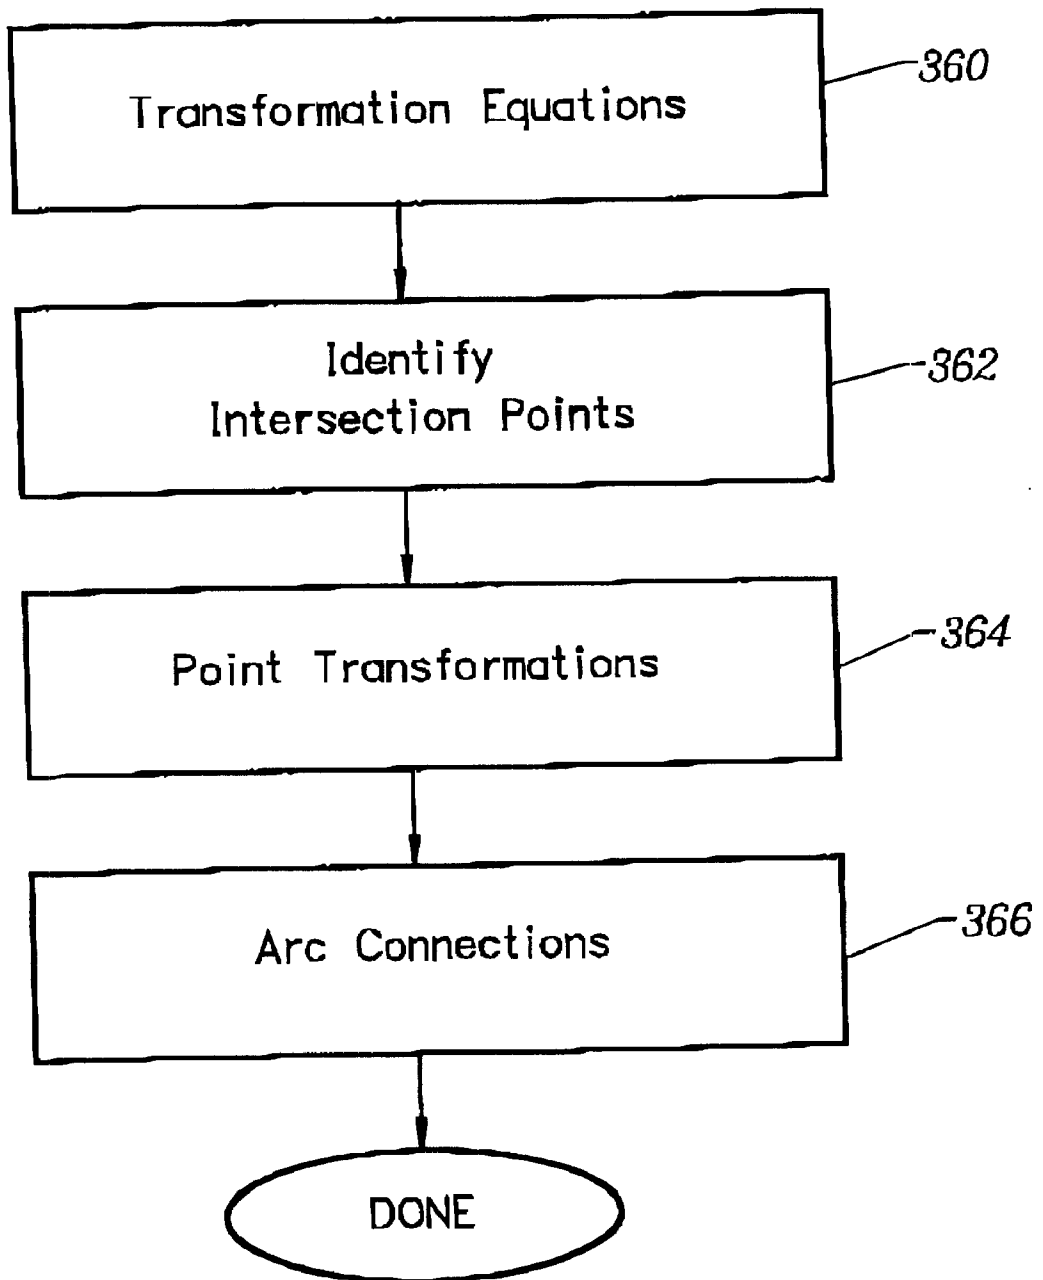 Transformation Equations
360
Identify
Intersection Points
362
Point Transformations
364
Arc Connections
366
DONE